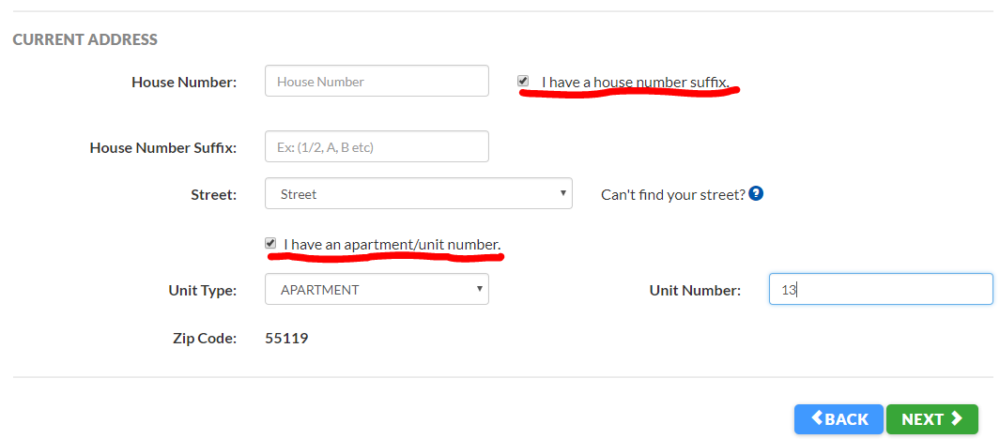 CURRENT ADDRESS
House Number: House Number I have a house number suffix.
House Number Suffix: Ex: (1/2, A, B etc)
Street: Street Can't find your street? ?
I have an apartment/unit number.
Unit Type: APARTMENT Unit Number: 13
Zip Code: 55119
BACK NEXT